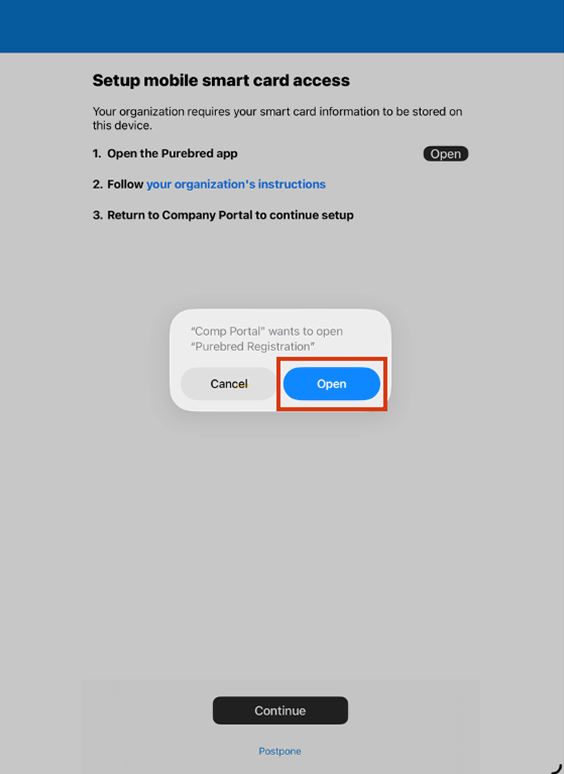 Setup mobile smart card access
Your organization requires your smart card information to be stored on
this device.
1. Open the Purebred app
Open
2. Follow your organization's instructions
3. Return to Company Portal to continue setup
“Comp Portal” wants to open
“Purebred Registration”
Cancel
Open
Continue
Postpone